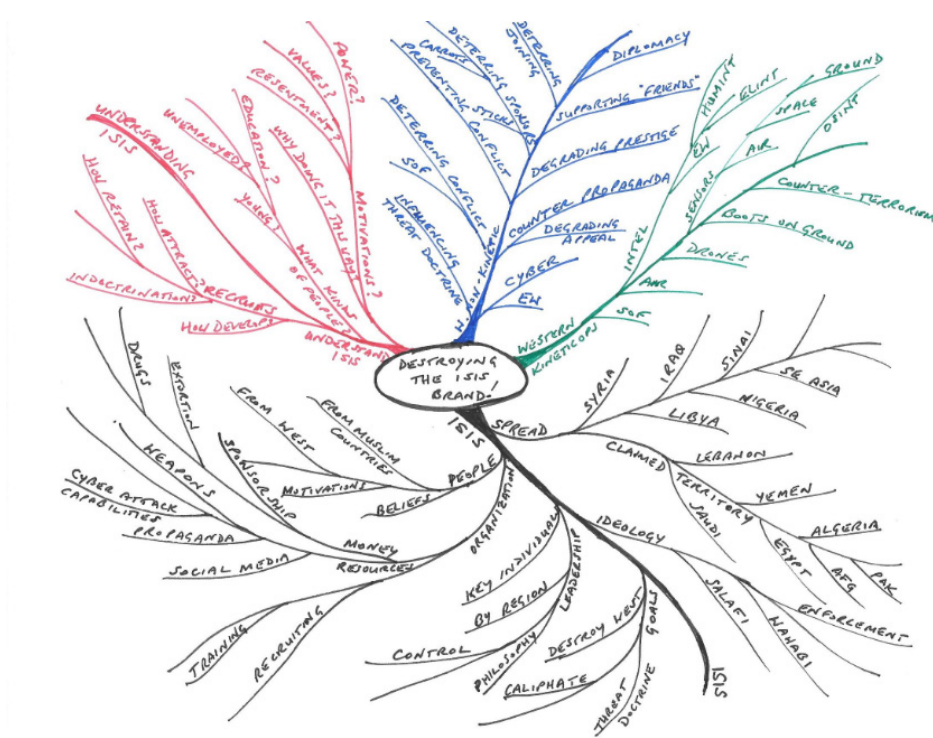 DESTROYING
THE ISIS
BRAND!
UNDERSTANDING
ISIS
UNDERSTAND
ISIS
MOTIVATIONS?
POWER?
VALUES?
RESENTMENT?
WHY DOING IT THIS WAY?
WHAT KINDS
OF PEOPLE?
EDUCATION?
UNEMPLOYED?
YOUNG?
RECRUITS
HOW RETAIN?
HOW ATTRACT?
INDOCTRINATION?
HOW DEVELOP?
W. NON-KINETIC
DETERRING
JOINING
DETERRING SPONSORS
CARROTS
STICK
PREVENTING CONFLICT
DETERRING CONFLICT
SOF
INFLUENCING
THREAT DOCTRINE
DIPLOMACY
SUPPORTING "FRIENDS"
DEGRADING PRESTIGE
COUNTER PROPAGANDA
DEGRADING
APPEAL
CYBER
EW
WESTERN
KINETIC OPS
INTEL
HUMINT
ELINT
EW
SENSORS
GROUND
SPACE
AIR
OSINT
COUNTER-TERRORISM
BOOTS ON GROUND
DRONES
AIR
SOF
ISIS
SPREAD
SYRIA
IRAQ
SINAI
SE ASIA
NIGERIA
LIBYA
CLAIMED
TERRITORY
LEBANON
YEMEN
SAUDI
ALGERIA
EGYPT
AFG
PAK
IDEOLOGY
SALAFI
WAHABI
ENFORCEMENT
GOALS
DESTROY WEST
CALIPHATE
THREAT
DOCTRINE
ISIS
LEADERSHIP
KEY INDIVIDUAL
BY REGION
PHILOSOPHY
CONTROL
ORGANIZATION
PEOPLE
FROM MUSLIM
COUNTRIES
FROM WEST
MOTIVATIONS
BELIEFS
RESOURCES
MONEY
SPONSORSHIP
EXTORTION
DRUGS
WEAPONS
CYBER ATTACK
CAPABILITIES
PROPAGANDA
SOCIAL MEDIA
TRAINING
RECRUITING